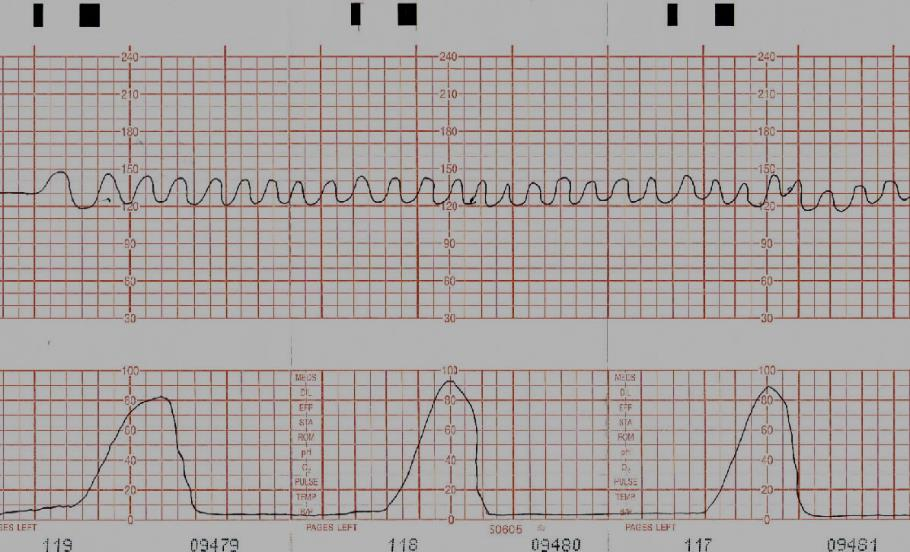 240 240 240
210 210 210
180 180 180
150 150 150
120 120 120
90 90 90
60 60 60
30 30 30
100 MEDS 100 MEDS 100
DIL DIL
80 EFF 80 EFF 80
STA STA
60 ROM 60 ROM 60
pH pH
40 O₂ 40 O₂ 40
PULSE PULSE
20 TEMP 20 TEMP 20
0 B/P 0 B/P 0
GES LEFT PAGES LEFT S0605 PAGES LEFT
119 09479 118 09480 117 09481